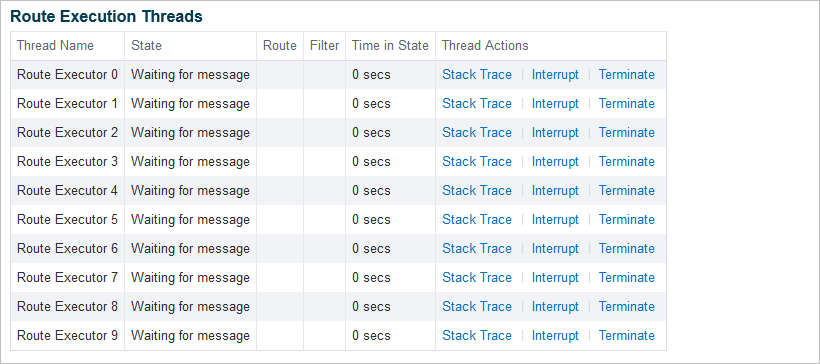 Route Execution Threads
Thread Name State Route Filter Time in State Thread Actions
Route Executor 0 Waiting for message 0 secs Stack Trace | Interrupt | Terminate
Route Executor 1 Waiting for message 0 secs Stack Trace | Interrupt | Terminate
Route Executor 2 Waiting for message 0 secs Stack Trace | Interrupt | Terminate
Route Executor 3 Waiting for message 0 secs Stack Trace | Interrupt | Terminate
Route Executor 4 Waiting for message 0 secs Stack Trace | Interrupt | Terminate
Route Executor 5 Waiting for message 0 secs Stack Trace | Interrupt | Terminate
Route Executor 6 Waiting for message 0 secs Stack Trace | Interrupt | Terminate
Route Executor 7 Waiting for message 0 secs Stack Trace | Interrupt | Terminate
Route Executor 8 Waiting for message 0 secs Stack Trace | Interrupt | Terminate
Route Executor 9 Waiting for message 0 secs Stack Trace | Interrupt | Terminate